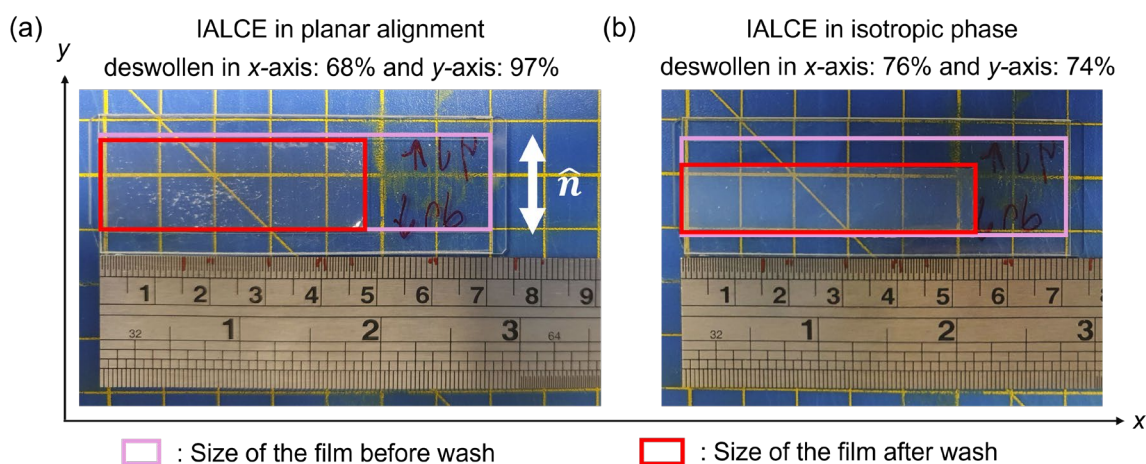 (a)
IALCE in planar alignment
deswollen in x-axis: 68% and y-axis: 97%
(b)
IALCE in isotropic phase
deswollen in x-axis: 76% and y-axis: 74%
y
n̂
1 2 3 4 5 6 7 8 9
32 1 2 3 64
1 2 3 4 5 6 7
32 1 2 3
x
: Size of the film before wash
: Size of the film after wash